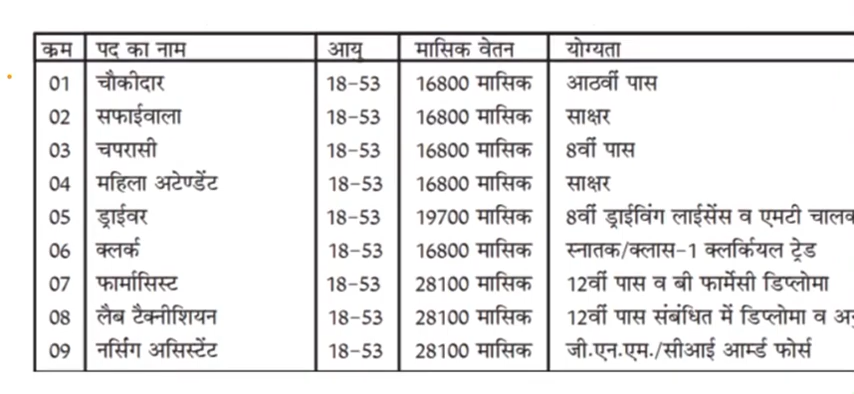 क्रम पद का नाम आयु मासिक वेतन योग्यता
01 चौकीदार 18-53 16800 मासिक आठवीं पास
02 सफाईवाला 18-53 16800 मासिक साक्षर
03 चपरासी 18-53 16800 मासिक 8वीं पास
04 महिला अटेण्डेंट 18-53 16800 मासिक साक्षर
05 ड्राईवर 18-53 19700 मासिक 8वीं ड्राईविंग लाईसेंस व एमटी
06 क्लर्क 18-53 16800 मासिक स्नातक/क्लास-1 क्लर्कियल ट्रेड
07 फार्मासिस्ट 18-53 28100 मासिक 12वीं पास व बी फार्मेसी डिप्लोमा
08 लैब टैक्नीशियन 18-53 28100 मासिक 12वीं पास संबंधित में डिप्लोमा व
09 नर्सिंग असिस्टेंट 18-53 28100 मासिक जी.एन.एम./सीआई आर्म्ड फोर्स